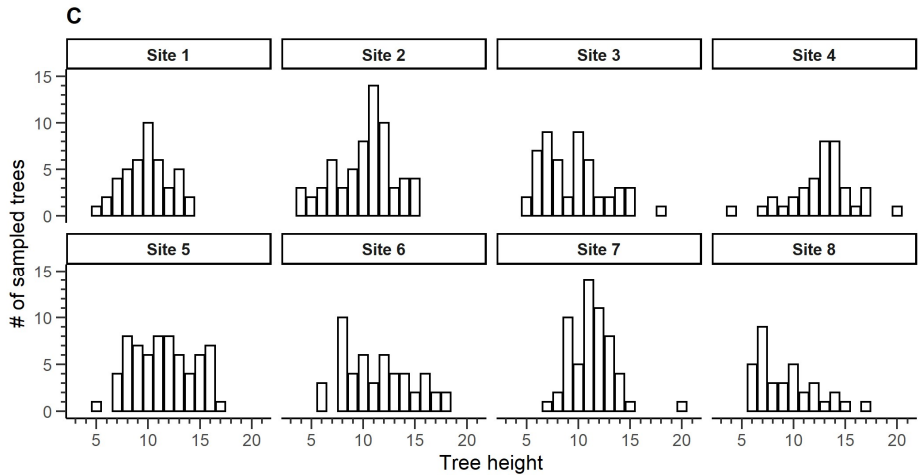 C
Site 1 Site 2 Site 3 Site 4
15
10
5
0
Site 5 Site 6 Site 7 Site 8
15
10
5
0
5 10 15 20 5 10 15 20 5 10 15 20 5 10 15 20
Tree height
# of sampled trees